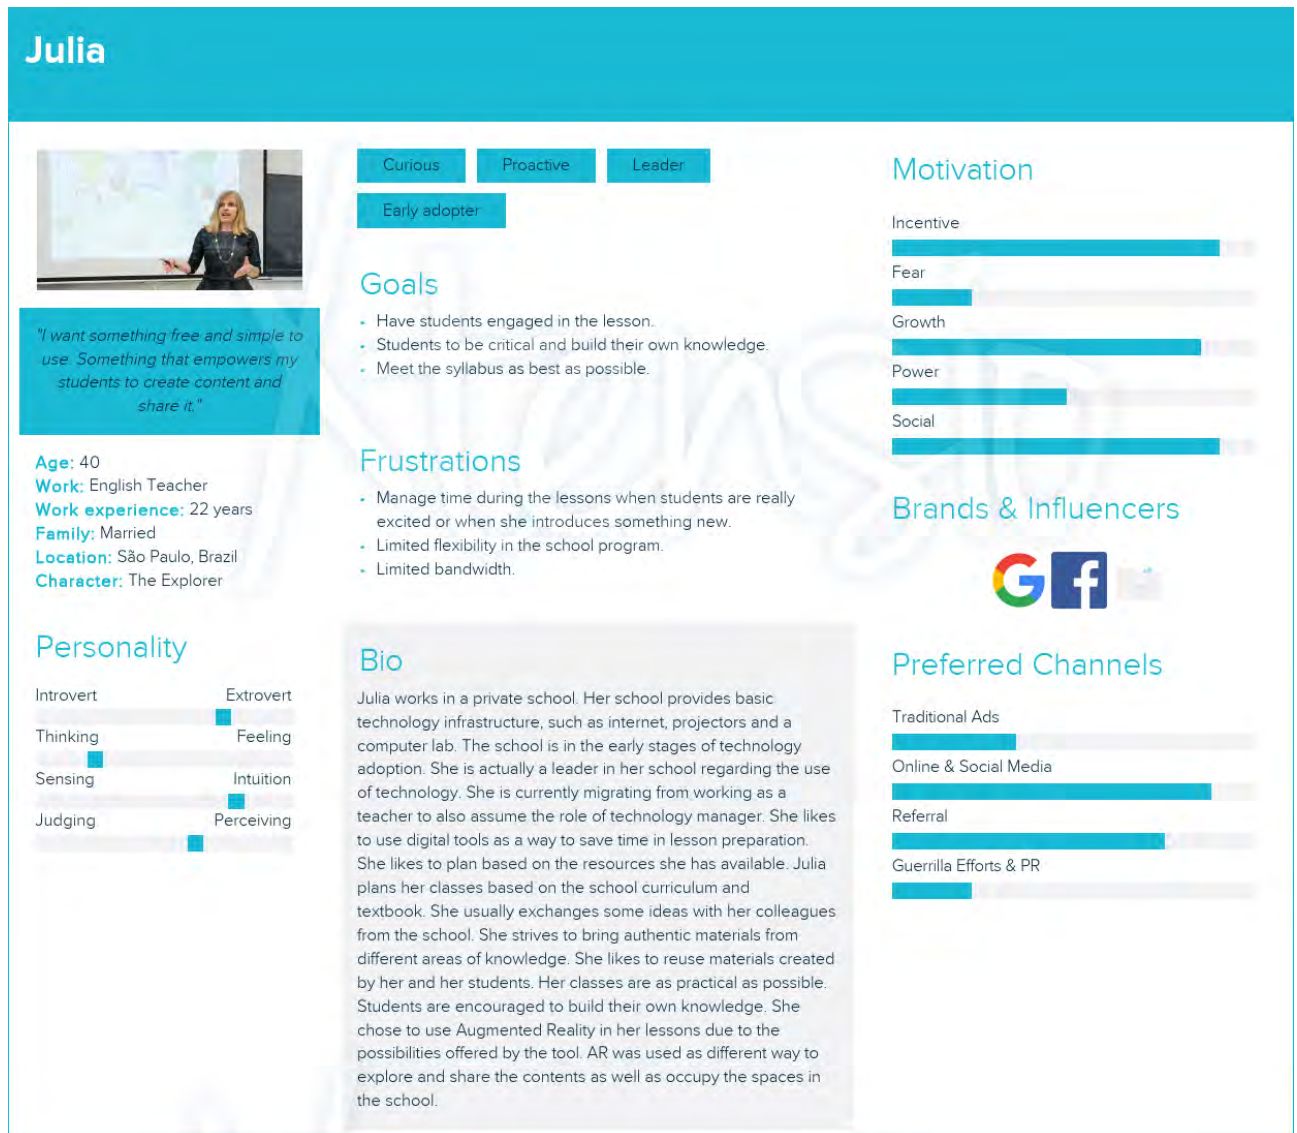 Julia
"I want something free and simple to
use. Something that empowers my
students to create content and
share it."
Age: 40
Work: English Teacher
Work experience: 22 years
Family: Married
Location: São Paulo, Brazil
Character: The Explorer
Personality
Introvert Extrovert
Thinking Feeling
Sensing Intuition
Judging Perceiving
Curious Proactive Leader
Early adopter
Goals
- Have students engaged in the lesson.
- Students to be critical and build their own knowledge.
- Meet the syllabus as best as possible.
Frustrations
- Manage time during the lessons when students are really
excited or when she introduces something new.
- Limited flexibility in the school program.
- Limited bandwidth.
Bio
Julia works in a private school. Her school provides basic
technology infrastructure, such as internet, projectors and a
computer lab. The school is in the early stages of technology
adoption. She is actually a leader in her school regarding the use
of technology. She is currently migrating from working as a
teacher to also assume the role of technology manager. She likes
to use digital tools as a way to save time in lesson preparation.
She likes to plan based on the resources she has available. Julia
plans her classes based on the school curriculum and
textbook. She usually exchanges some ideas with her colleagues
from the school. She strives to bring authentic materials from
different areas of knowledge. She likes to reuse materials created
by her and her students. Her classes are as practical as possible.
Students are encouraged to build their own knowledge. She
chose to use Augmented Reality in her lessons due to the
possibilities offered by the tool. AR was used as different way to
explore and share the contents as well as occupy the spaces in
the school.
Motivation
Incentive
Fear
Growth
Power
Social
Brands & Influencers
Preferred Channels
Traditional Ads
Online & Social Media
Referral
Guerrilla Efforts & PR
Xtensio